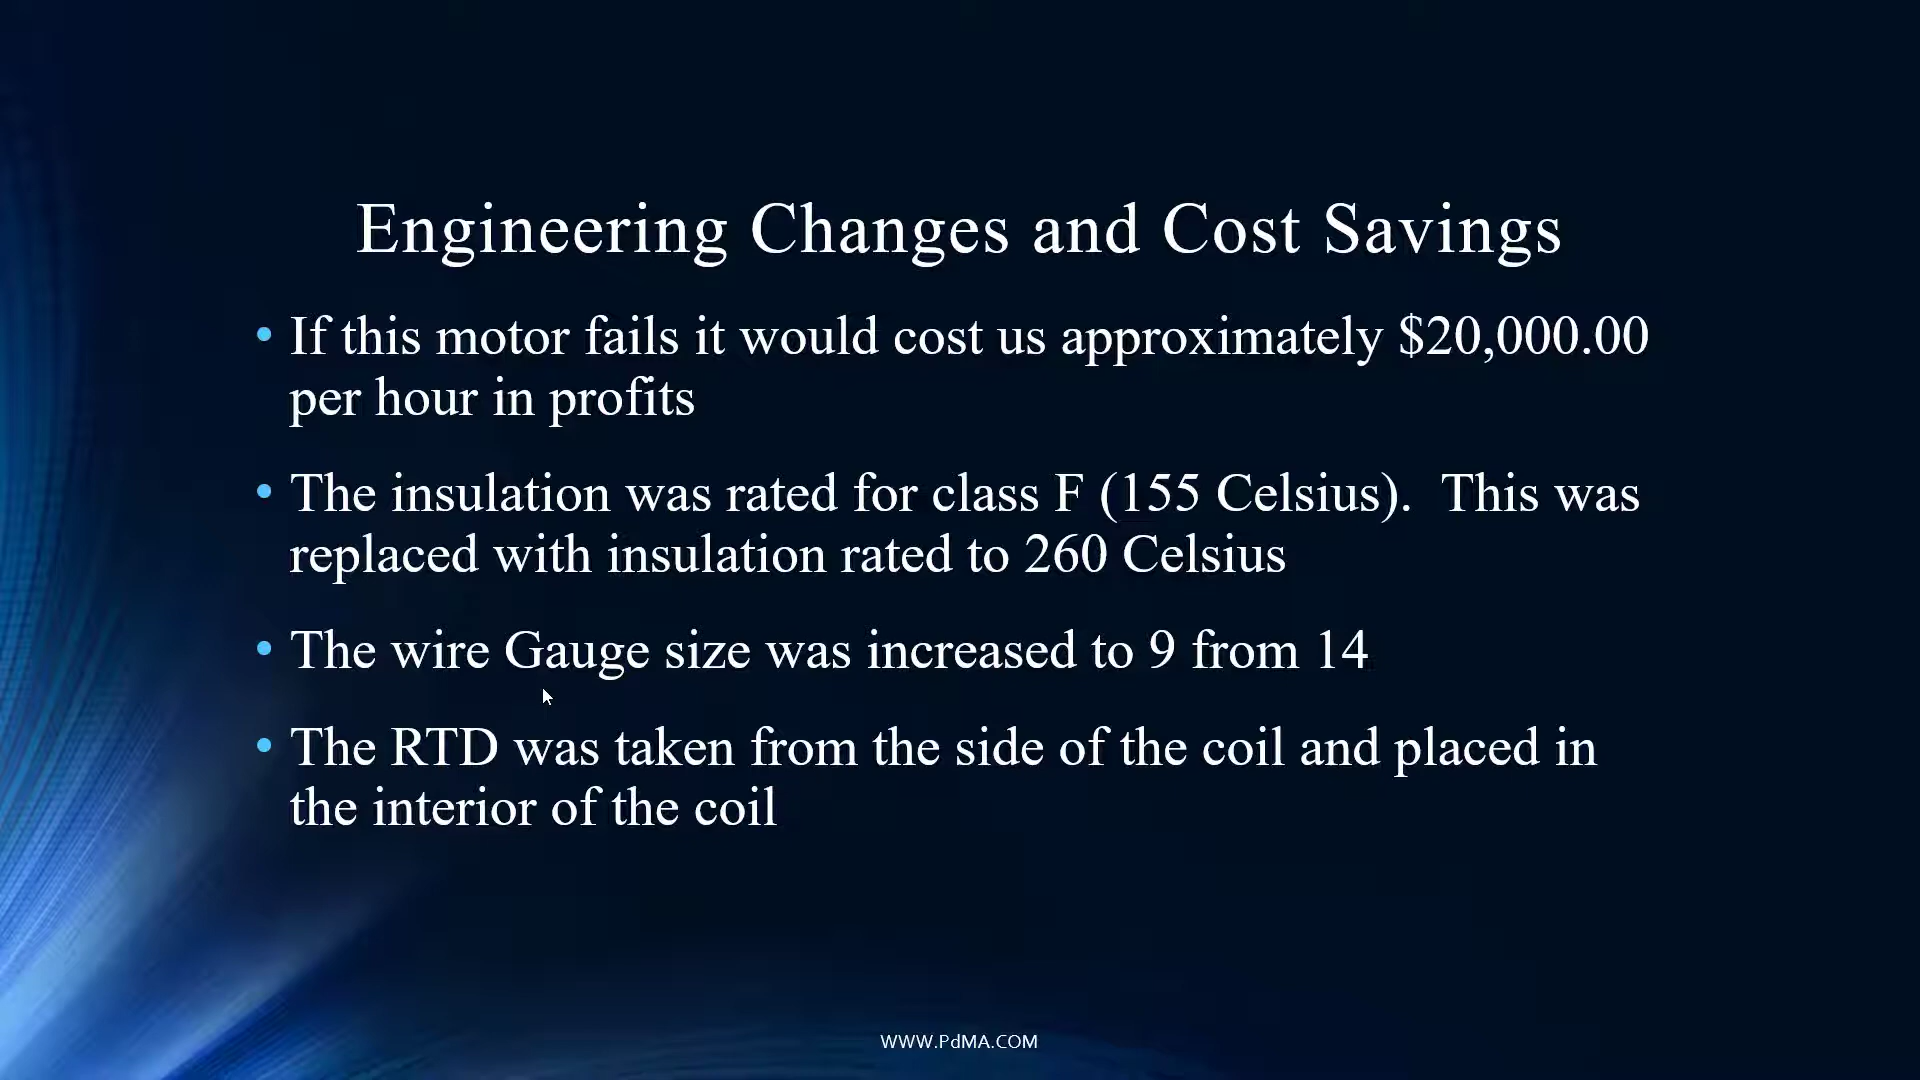 Engineering Changes and Cost Savings
• If this motor fails it would cost us approximately $20,000.00
per hour in profits
• The insulation was rated for class F (155 Celsius).  This was
replaced with insulation rated to 260 Celsius
• The wire Gauge size was increased to 9 from 14
• The RTD was taken from the side of the coil and placed in
the interior of the coil
WWW.PdMA.COM